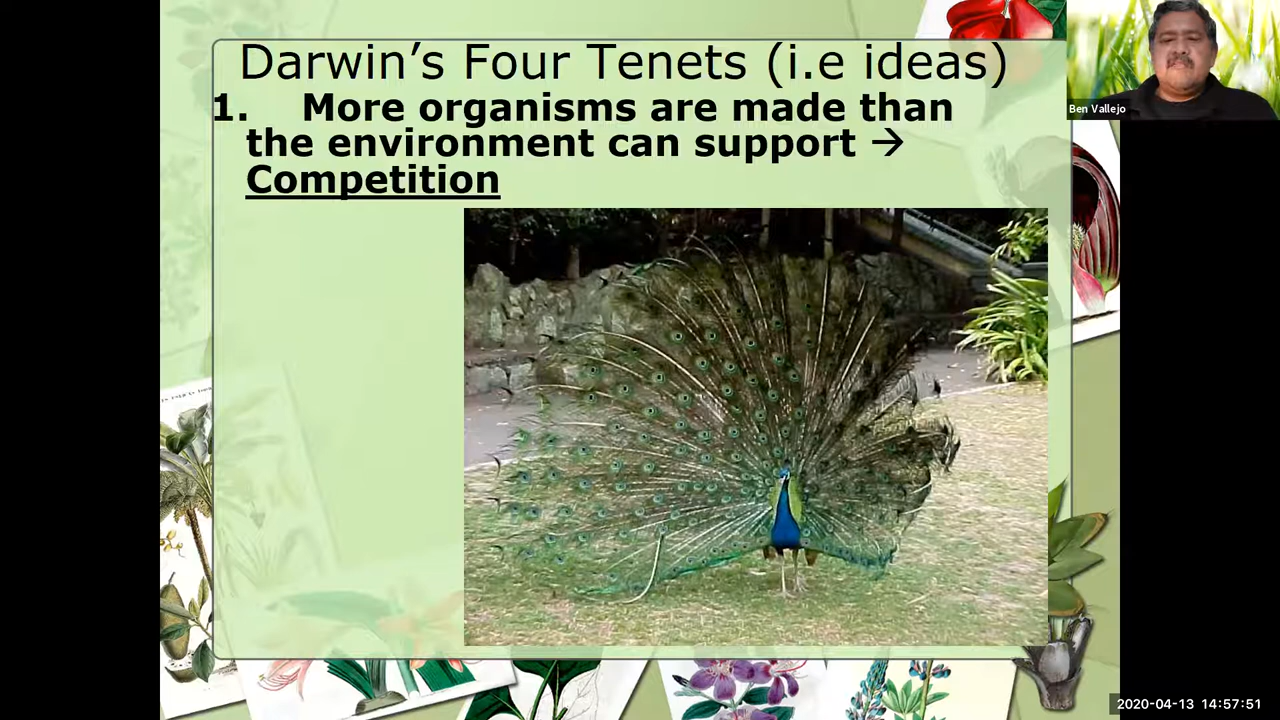 Darwin’s Four Tenets (i.e ideas)
1. More organisms are made than
the environment can support →
Competition
Ben Vallejo
2020-04-13 14:57:51